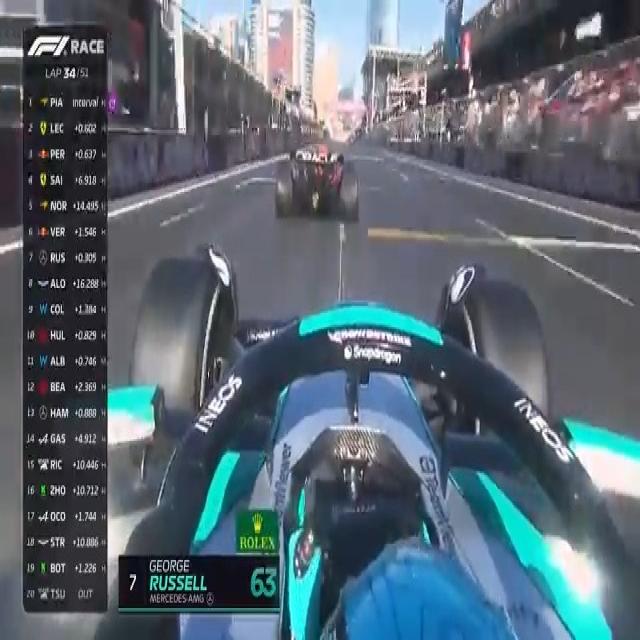 F1 RACE
LAP 34/51
1 PIA Interval
2 LEC +0.602
3 PER +0.637
4 SAI +6.918
5 NOR +14.495
6 VER +1.546
7 RUS +0.305
8 ALO +16.288
9 COL +1.384
10 HUL +0.829
11 ALB +0.746
12 BEA +2.369
13 HAM +0.888
14 GAS +4.912
15 RIC +10.446
16 ZHO +10.712
17 OCO +1.744
18 STR +10.886
19 BOT +1.226
20 TSU OUT
ORACLE
CROWDSTRIKE
Snapdragon
INEOS
INEOS
ROLEX
GEORGE
7 RUSSELL 63
MERCEDES-AMG